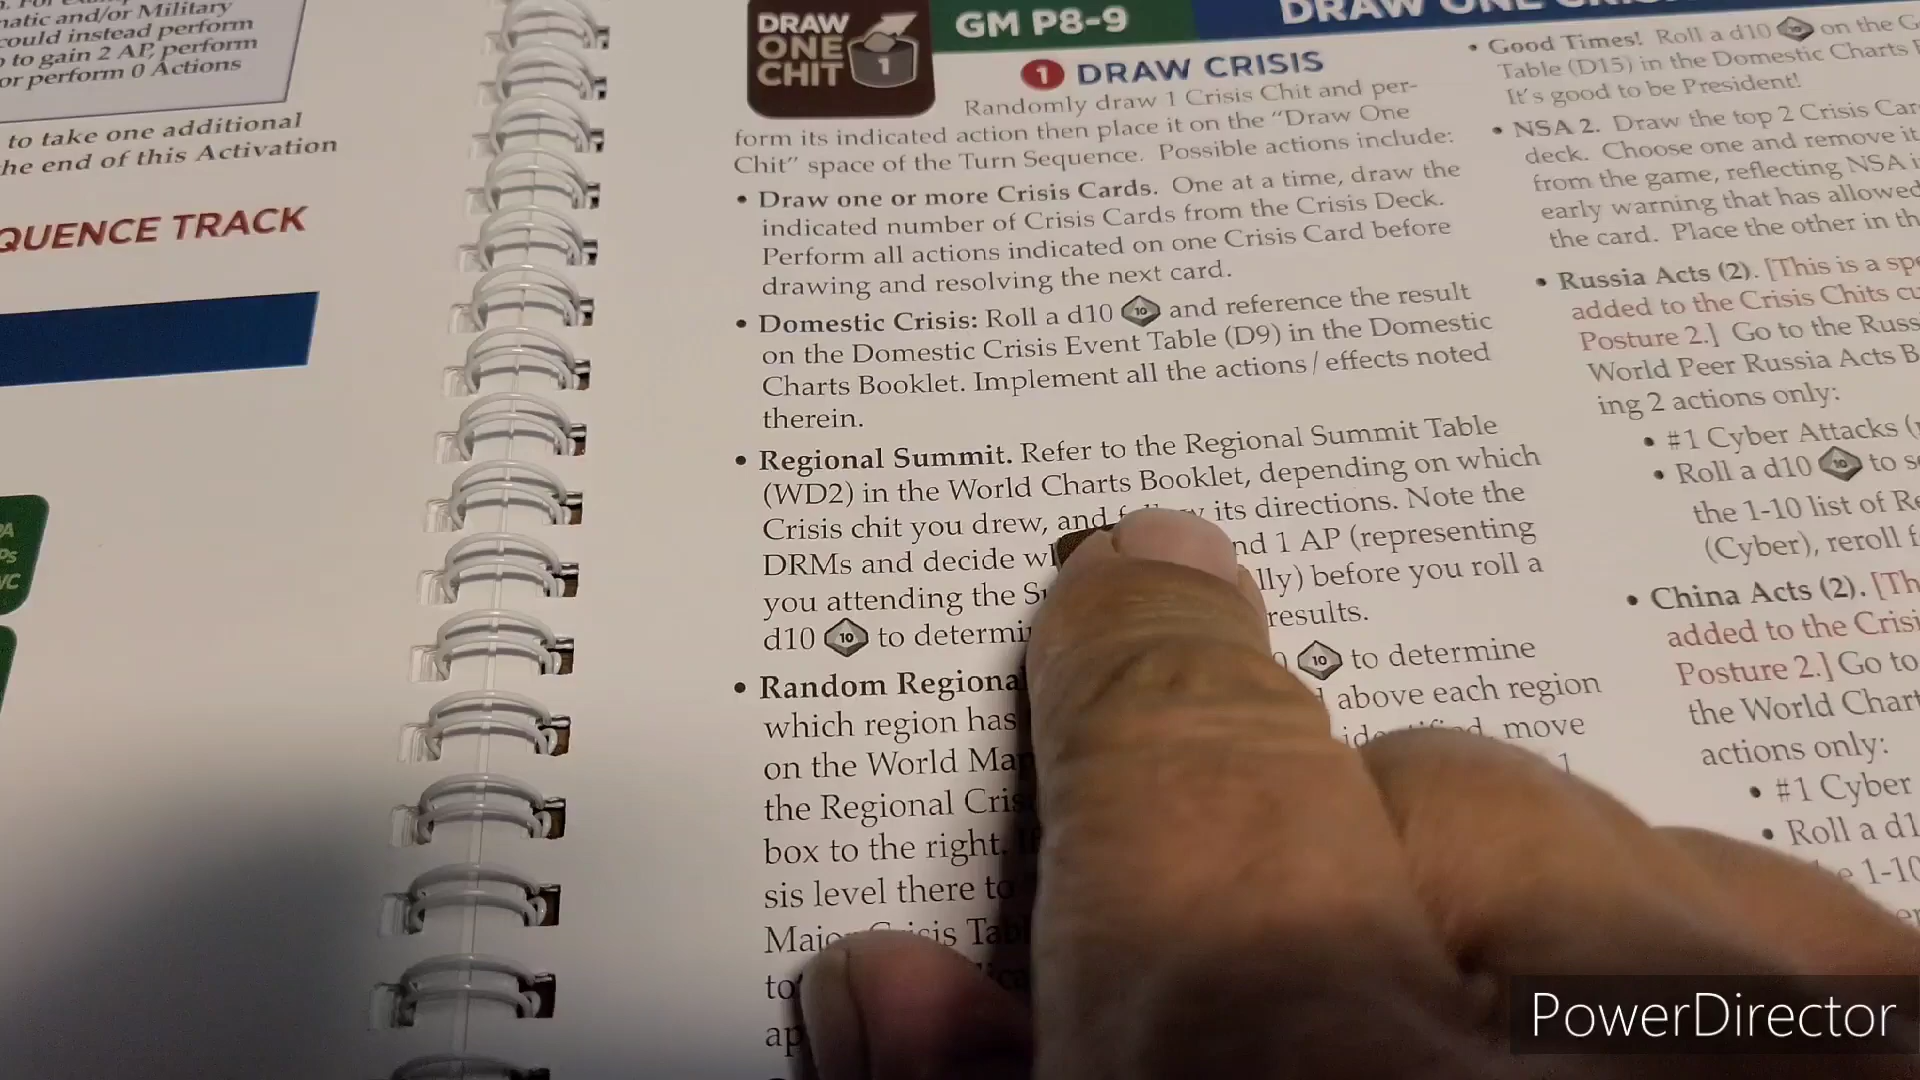 natic and/or Military
could instead perform
to gain 2 AP, perform
or perform 0 Actions
to take one additional
he end of this Activation
QUENCE TRACK
DRAW
ONE
CHIT
1
GM P8-9
1 DRAW CRISIS
Randomly draw 1 Crisis Chit and per-
form its indicated action then place it on the "Draw One
Chit" space of the Turn Sequence. Possible actions include:
• Draw one or more Crisis Cards. One at a time, draw the
indicated number of Crisis Cards from the Crisis Deck.
Perform all actions indicated on one Crisis Card before
drawing and resolving the next card.
• Domestic Crisis: Roll a d10 10 and reference the result
on the Domestic Crisis Event Table (D9) in the Domestic
Charts Booklet. Implement all the actions / effects noted
therein.
• Regional Summit. Refer to the Regional Summit Table
(WD2) in the World Charts Booklet, depending on which
Crisis chit you drew, and its directions. Note the
DRMs and decide nd 1 AP (representing
you attending the lly) before you roll a
d10 10 to determi results.
• Random Regiona 10 to determine
which region has above each region
on the World Ma move
the Regional Cris 1
box to the right.
sis level there to
DRAW ONE
• Good Times! Roll a d10 10 on the
Table (D15) in the Domestic Charts
It's good to be President!
• NSA 2. Draw the top 2 Crisis Car
deck. Choose one and remove it
from the game, reflecting NSA i
early warning that has allowed
the card. Place the other in th
• Russia Acts (2). [This is a spe
added to the Crisis Chits cu
Posture 2.] Go to the Russ
World Peer Russia Acts B
ing 2 actions only:
• #1 Cyber Attacks (
• Roll a d10 10 to se
the 1-10 list of Re
(Cyber), reroll f
• China Acts (2). [Th
added to the Crisi
Posture 2.] Go to
the World Chart
actions only:
• #1 Cyber
• Roll a d1
1-10
PowerDirector